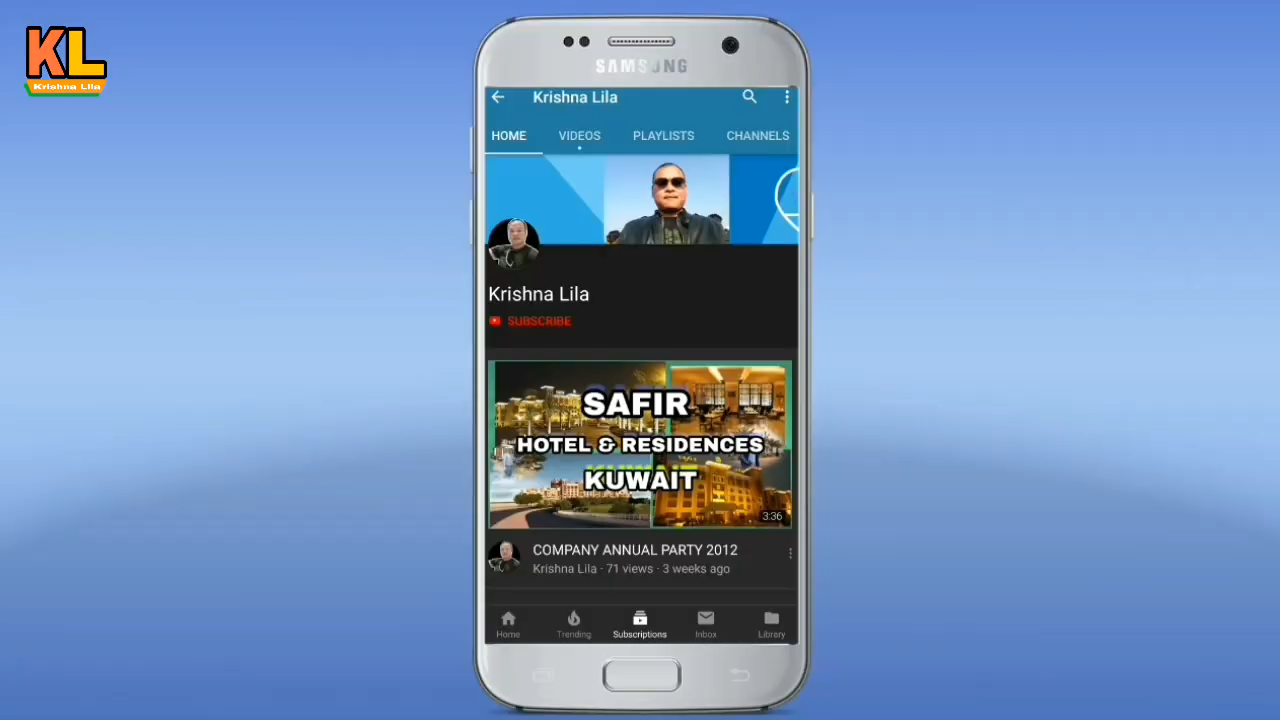 KL
Krishna Lila
SAMSUNG
Krishna Lila
HOME VIDEOS PLAYLISTS CHANNELS
Krishna Lila
SUBSCRIBE
SAFIR
HOTEL & RESIDENCES
KUWAIT
3:36
COMPANY ANNUAL PARTY 2012
Krishna Lila · 71 views · 3 weeks ago
Home Trending Subscriptions Inbox Library